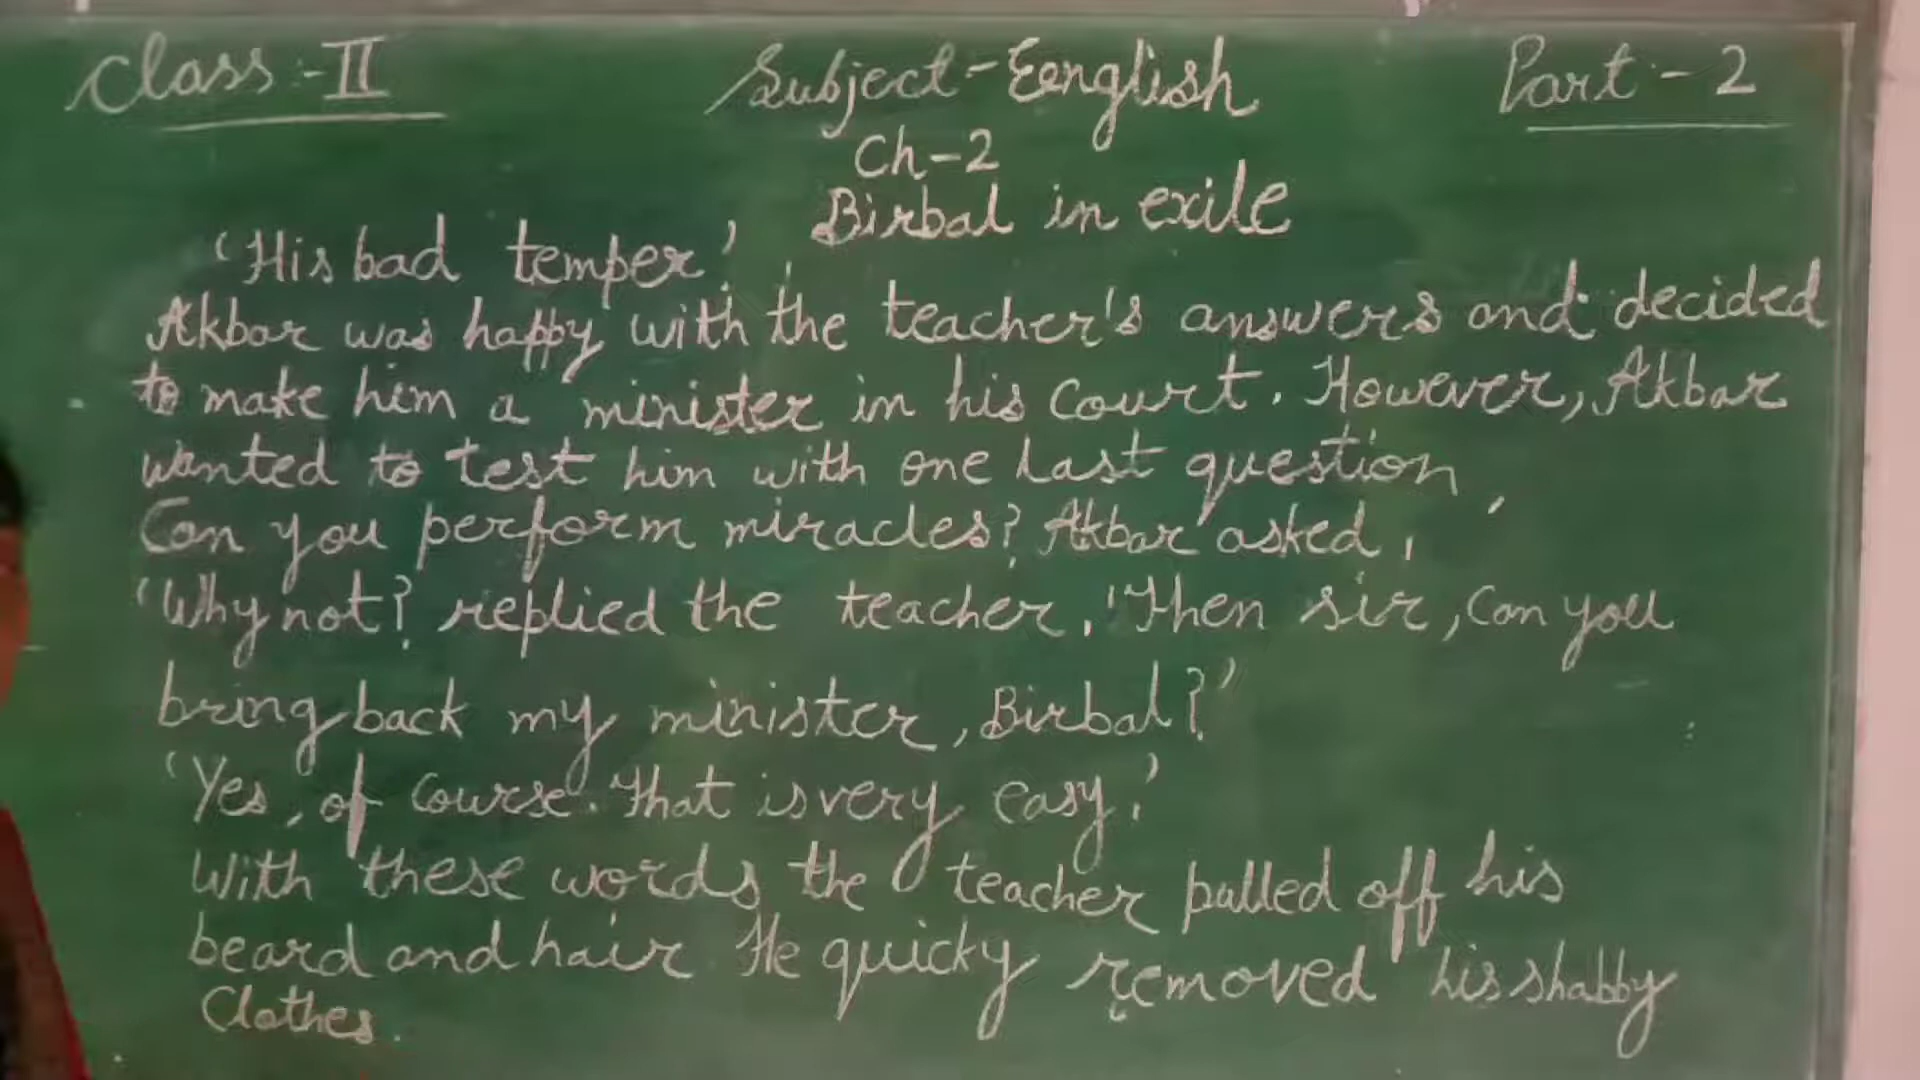 Class:-II Subject-Eenglish Part-2
Ch-2
Birbal in exile
'His bad temper.'
Akbar was happy with the teacher's answers and decided
to make him a minister in his Court. However, Akbar
wanted to test him with one last question,
Can you perform miracles? Akbar asked,
'Why not? replied the teacher, 'Then sir, Can you
bring back my minister, Birbal?'
'Yes, of course. That is very easy.'
With these words the teacher pulled off his
beard and hair He quicky removed his shabby
Clothes.